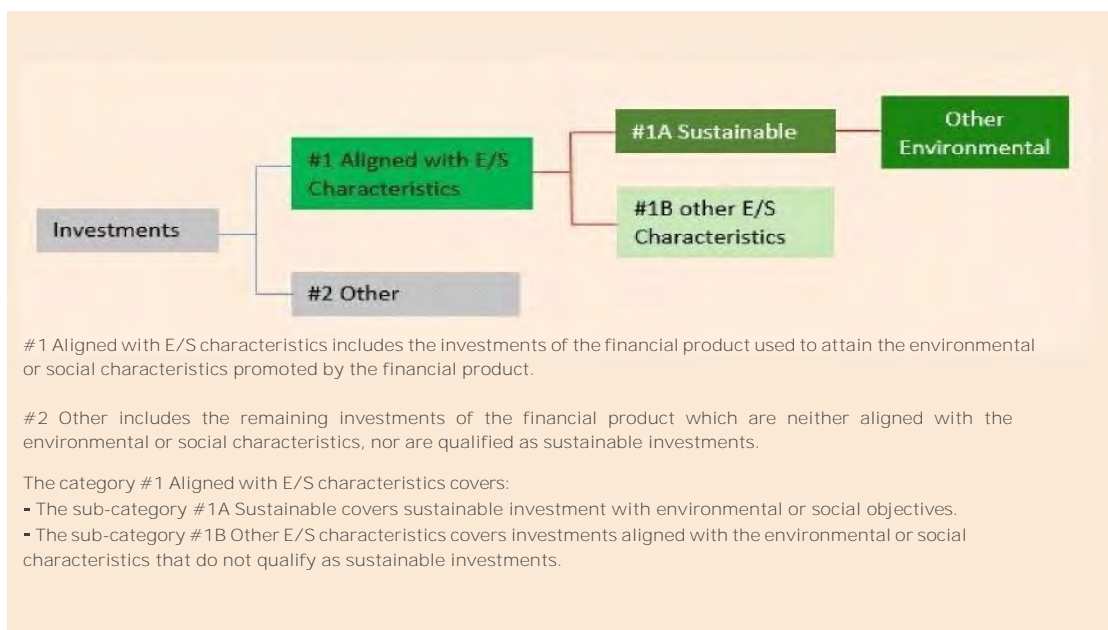 Other
Environmental
#1A Sustainable
#1 Aligned with E/S
Characteristics
#1B other E/S
Characteristics
Investments
#2 Other
#1 Aligned with E/S characteristics includes the investments of the financial product used to attain the environmental
or social characteristics promoted by the financial product.
#2 Other includes the remaining investments of the financial product which are neither aligned with the
environmental or social characteristics, nor are qualified as sustainable investments.
The category #1 Aligned with E/S characteristics covers:
- The sub-category #1A Sustainable covers sustainable investment with environmental or social objectives.
- The sub-category #1B Other E/S characteristics covers investments aligned with the environmental or social
characteristics that do not qualify as sustainable investments.